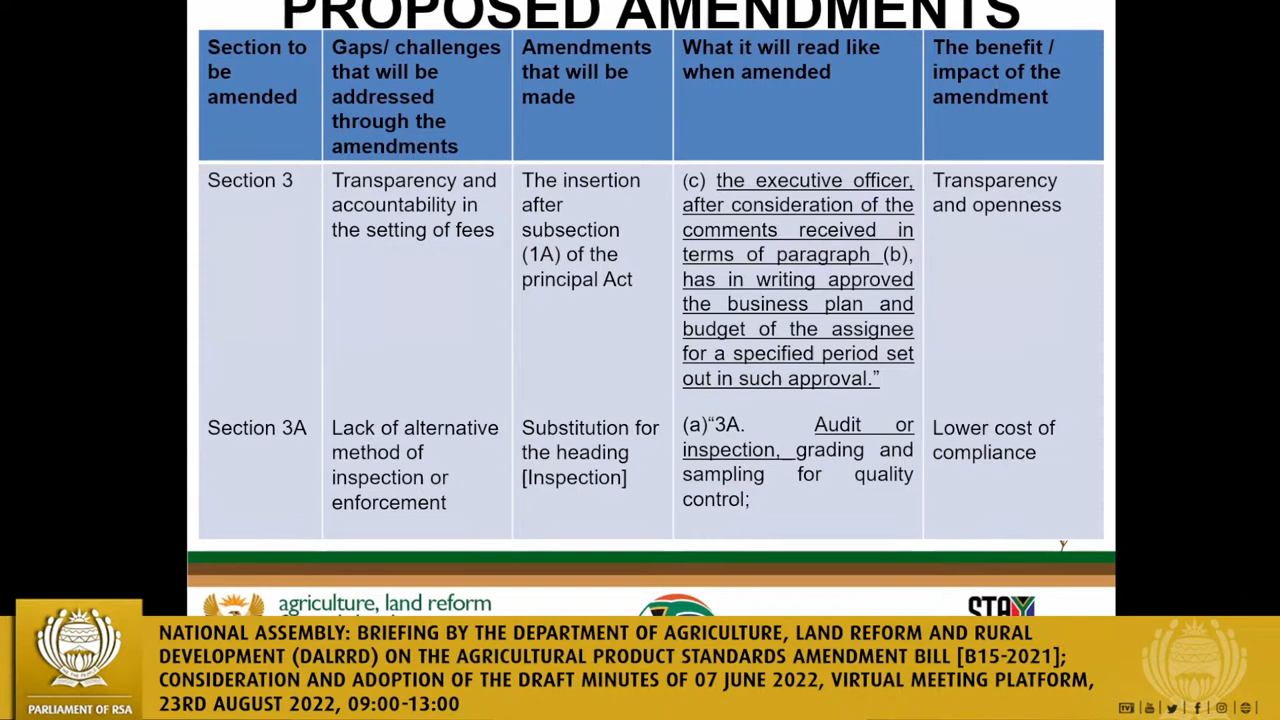 PROPOSED AMENDMENTS
Section to
be
amended
Gaps/ challenges
that will be
addressed
through the
amendments
Amendments
that will be
made
What it will read like
when amended
The benefit /
impact of the
amendment
Section 3
Transparency and
accountability in
the setting of fees
The insertion
after
subsection
(1A) of the
principal Act
(c) the executive officer,
after consideration of the
comments received in
terms of paragraph (b),
has in writing approved
the business plan and
budget of the assignee
for a specified period set
out in such approval.”
Transparency
and openness
Section 3A
Lack of alternative
method of
inspection or
enforcement
Substitution for
the heading
[Inspection]
(a)“3A. Audit or
inspection, grading and
sampling for quality
control;
Lower cost of
compliance
agriculture, land reform
STAY
PARLIAMENT OF RSA
NATIONAL ASSEMBLY: BRIEFING BY THE DEPARTMENT OF AGRICULTURE, LAND REFORM AND RURAL
DEVELOPMENT (DALRRD) ON THE AGRICULTURAL PRODUCT STANDARDS AMENDMENT BILL [B15-2021];
CONSIDERATION AND ADOPTION OF THE DRAFT MINUTES OF 07 JUNE 2022, VIRTUAL MEETING PLATFORM,
23RD AUGUST 2022, 09:00-13:00